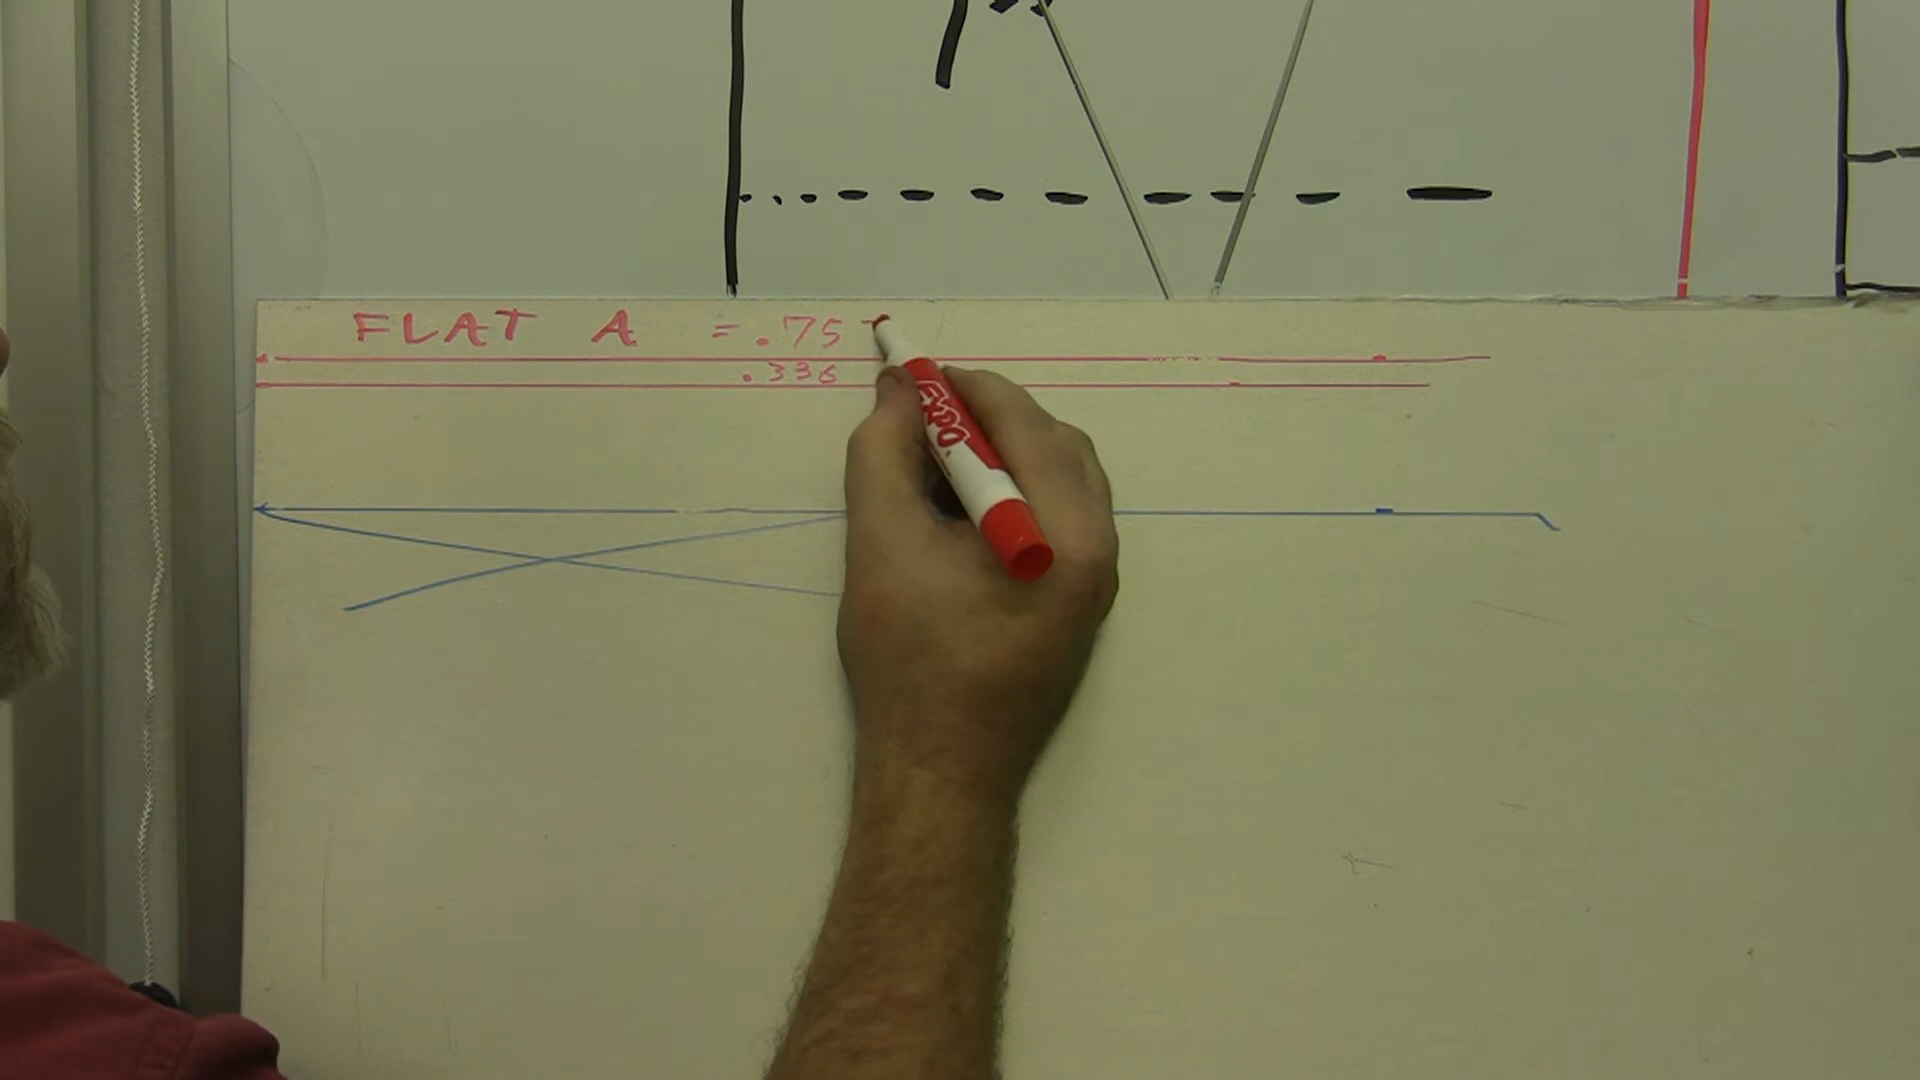 FLAT A = .75 -
.336
EXPO